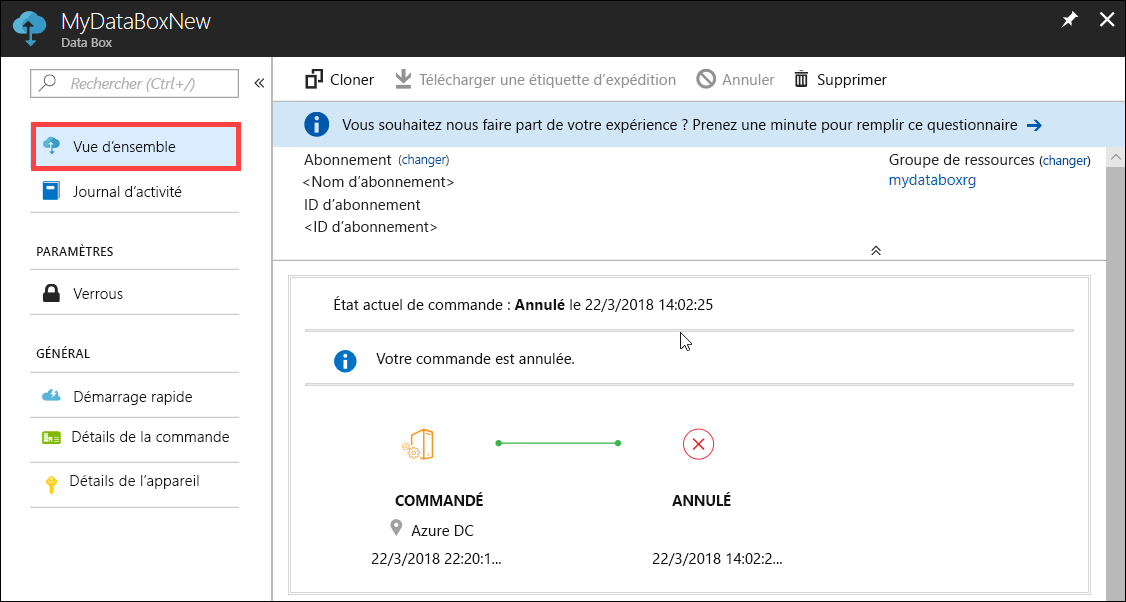 MyDataBoxNew
Data Box
Rechercher (Ctrl+/)
Vue d'ensemble
Journal d'activité
PARAMÈTRES
Verrous
GÉNÉRAL
Démarrage rapide
Détails de la commande
Détails de l'appareil
Cloner
Télécharger une étiquette d'expédition
Annuler
Supprimer
Vous souhaitez nous faire part de votre expérience ? Prenez une minute pour remplir ce questionnaire
Abonnement (changer)
<Nom d'abonnement>
ID d'abonnement
<ID d'abonnement>
Groupe de ressources (changer)
mydataboxrg
État actuel de commande : Annulé le 22/3/2018 14:02:25
Votre commande est annulée.
COMMANDÉ
Azure DC
22/3/2018 22:20:1...
ANNULÉ
22/3/2018 14:02:2...